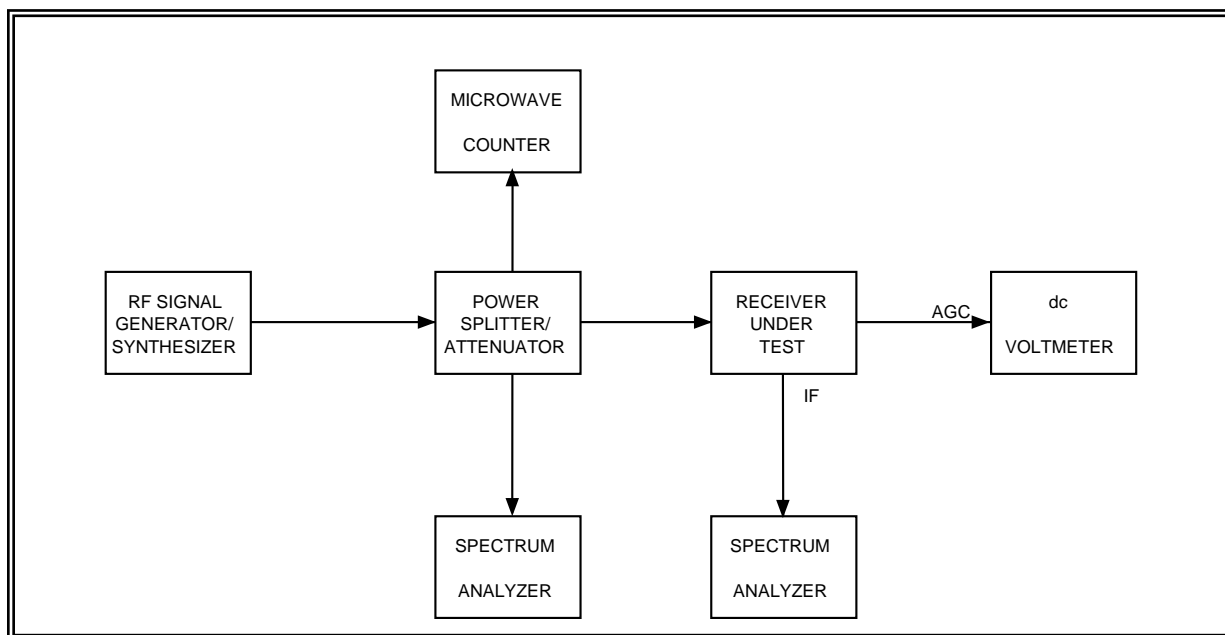 MICROWAVE
COUNTER
RF SIGNAL
GENERATOR/
SYNTHESIZER
POWER
SPLITTER/
ATTENUATOR
RECEIVER
UNDER
TEST
AGC
dc
VOLTMETER
IF
SPECTRUM
ANALYZER
SPECTRUM
ANALYZER